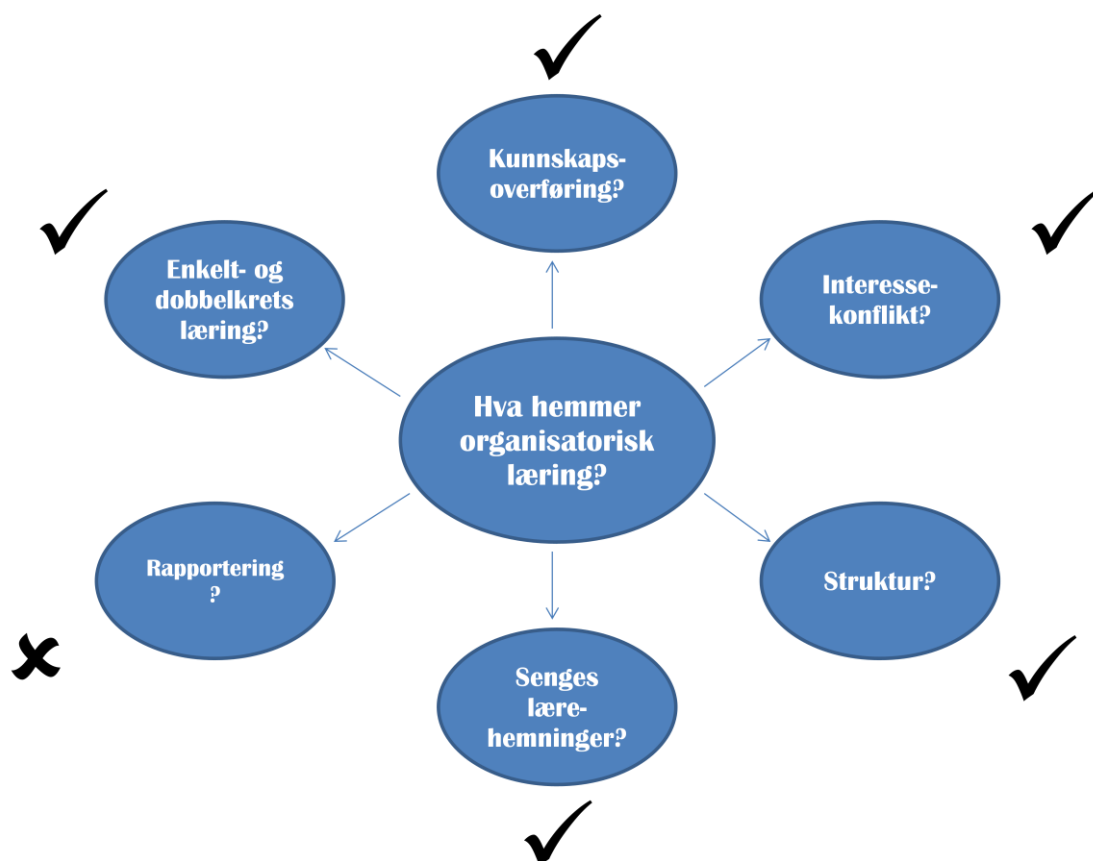 Kunnskaps-
overføring?
Enkelt- og
dobbelkrets
læring?
Interesse-
konflikt?
Hva hemmer
organisatorisk
læring?
Rapportering
?
Struktur?
Senges
lære-
hemninger?